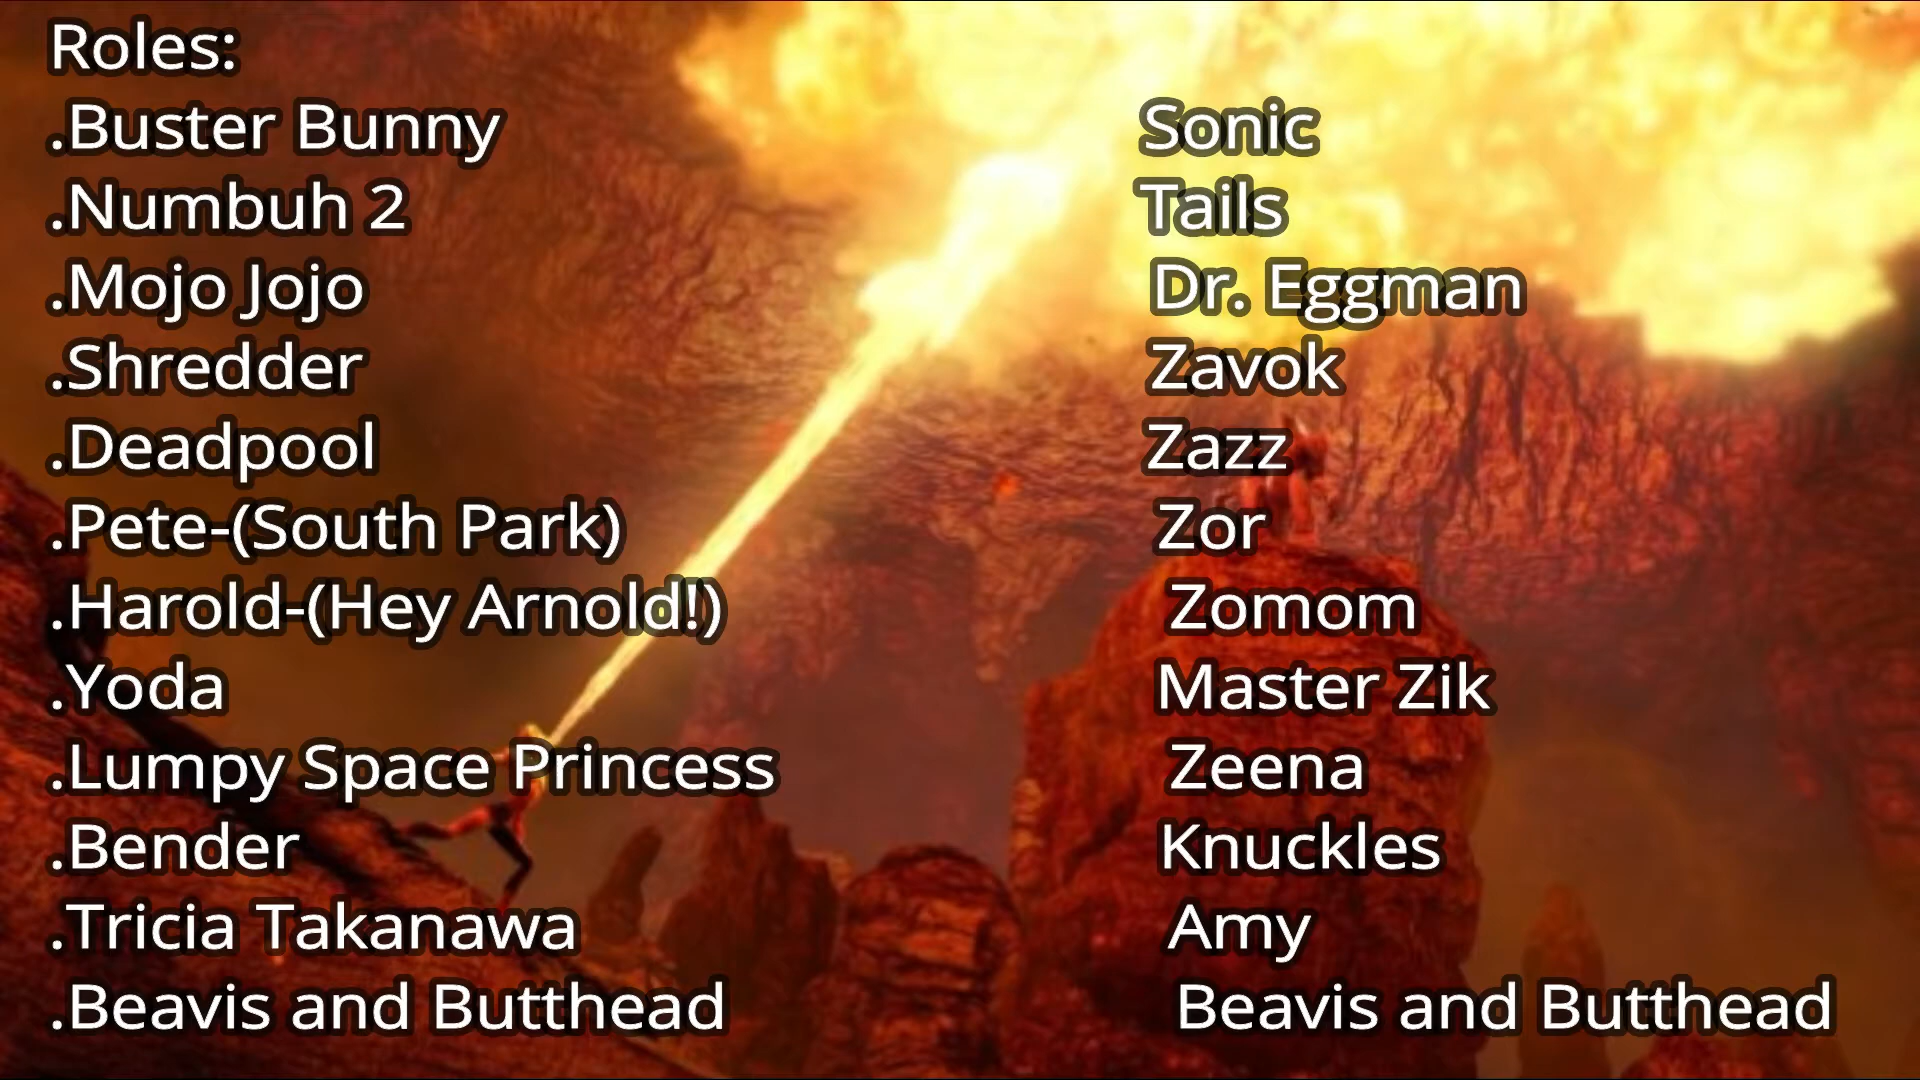 Roles:
.Buster Bunny Sonic
.Numbuh 2 Tails
.Mojo Jojo Dr. Eggman
.Shredder Zavok
.Deadpool Zazz
.Pete-(South Park) Zor
.Harold-(Hey Arnold!) Zomom
.Yoda Master Zik
.Lumpy Space Princess Zeena
.Bender Knuckles
.Tricia Takanawa Amy
.Beavis and Butthead Beavis and Butthead